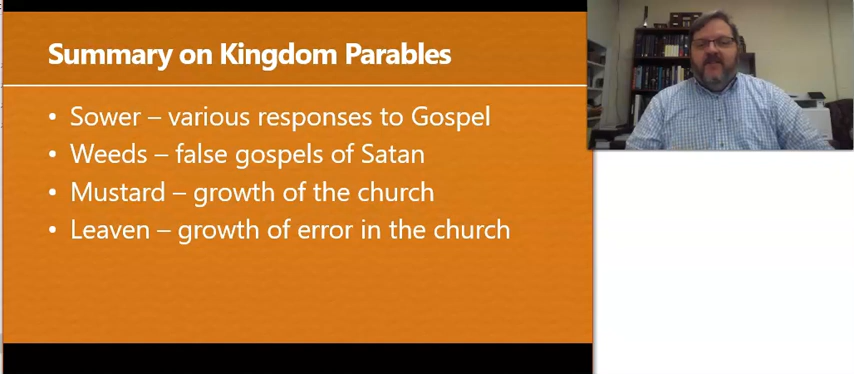 Summary on Kingdom Parables
• Sower – various responses to Gospel
• Weeds – false gospels of Satan
• Mustard – growth of the church
• Leaven – growth of error in the church